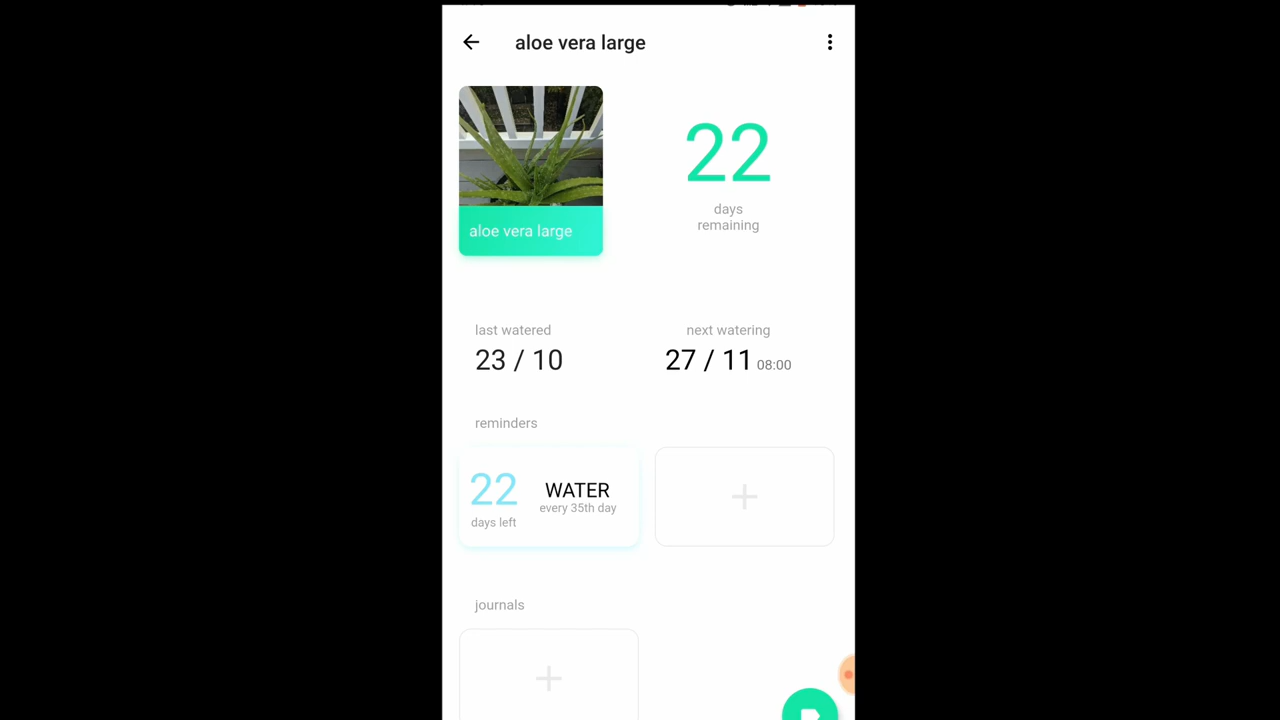 aloe vera large
aloe vera large
22
days
remaining
last watered
23 / 10
next watering
27 / 11 08:00
reminders
22
days left
WATER
every 35th day
journals